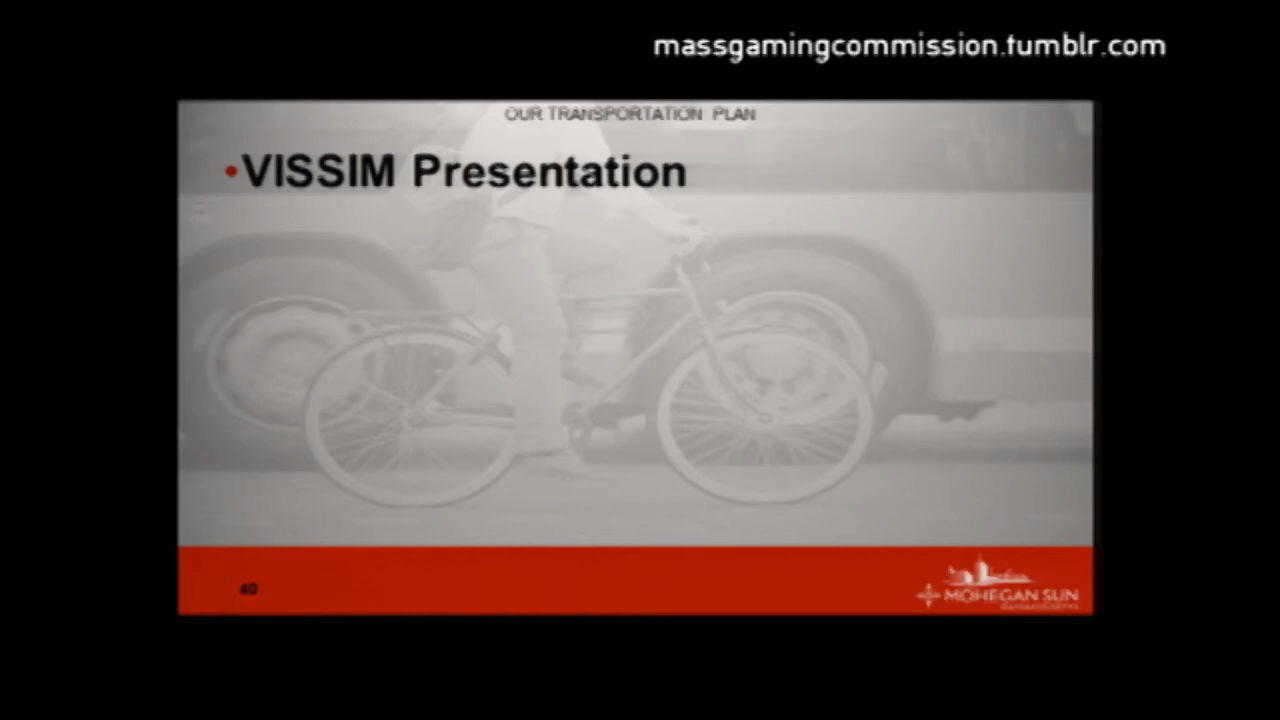 massgamingcommission.tumblr.com
OUR TRANSPORTATION PLAN
•VISSIM Presentation
40
MOHEGAN SUN